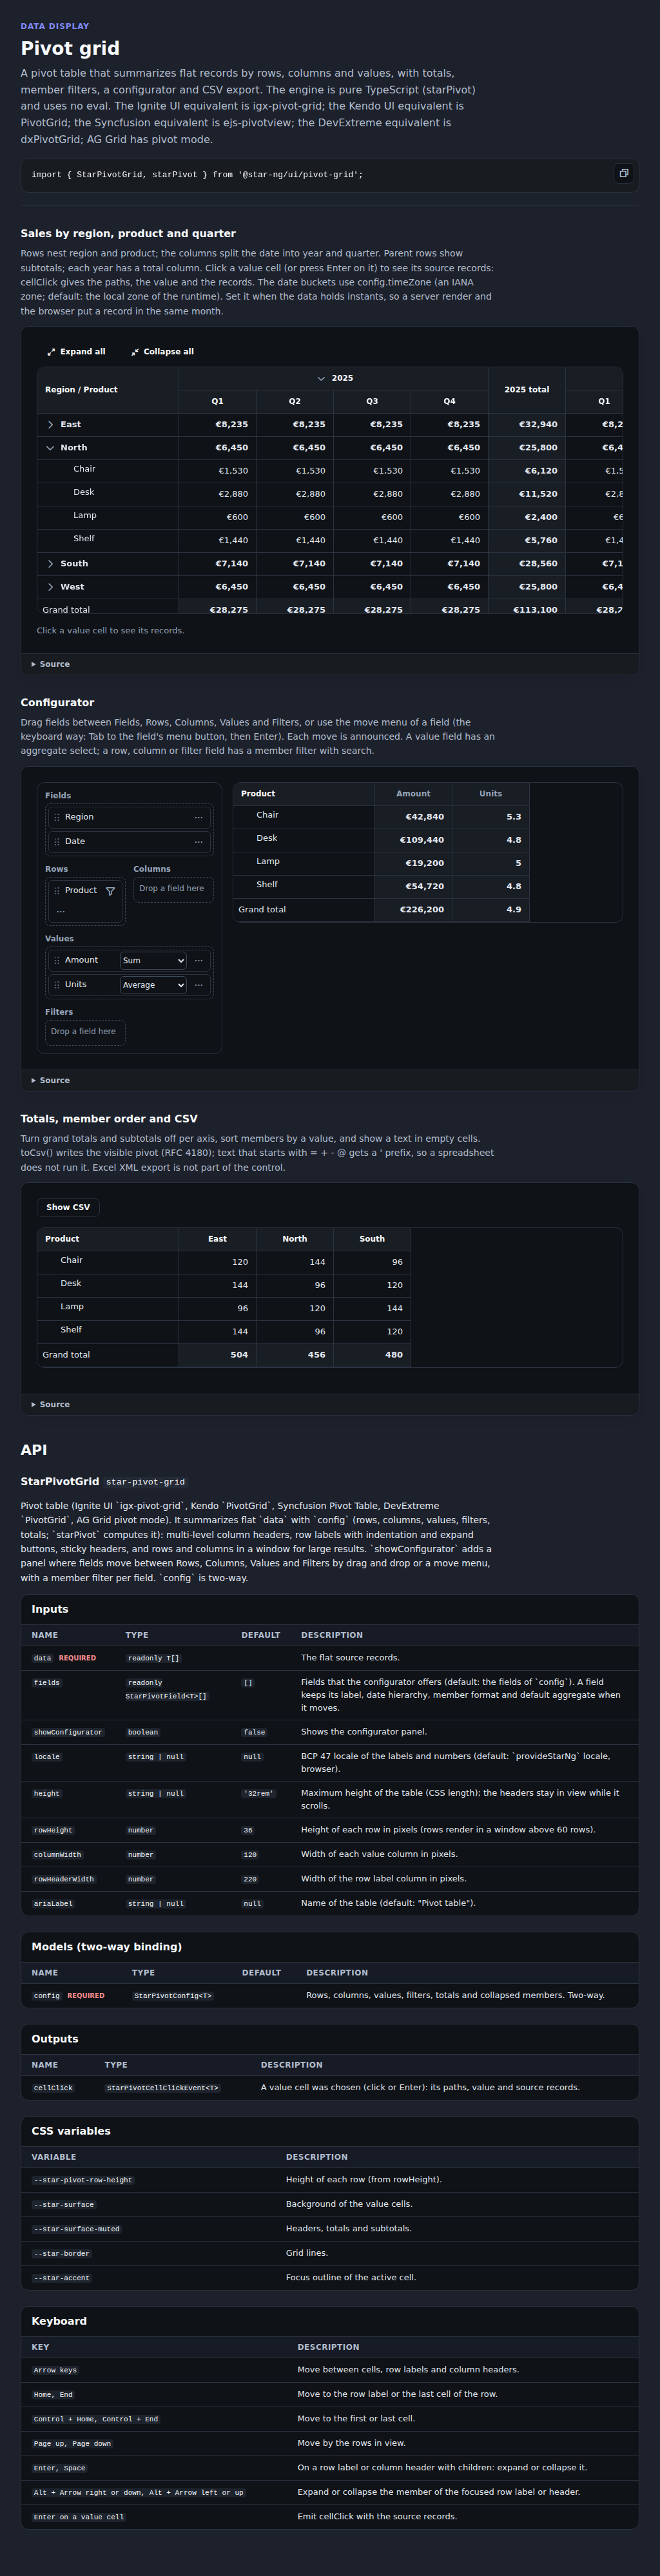 DATA DISPLAY
Pivot grid
A pivot table that summarizes flat records by rows, columns and values, with totals,
member filters, a configurator and CSV export. The engine is pure TypeScript (starPivot)
and uses no eval. The Ignite UI equivalent is igx-pivot-grid; the Kendo UI equivalent is
PivotGrid; the Syncfusion equivalent is ejs-pivotview; the DevExtreme equivalent is
dxPivotGrid; AG Grid has pivot mode.
import { StarPivotGrid, starPivot } from '@star-ng/ui/pivot-grid';
Sales by region, product and quarter
Rows nest region and product; the columns split the date into year and quarter. Parent rows show
subtotals; each year has a total column. Click a value cell (or press Enter on it) to see its source records:
cellClick gives the paths, the value and the records. The date buckets use config.timeZone (an IANA
zone; default: the local zone of the runtime). Set it when the data holds instants, so a server render and
the browser put a record in the same month.
Expand all Collapse all
Region / Product 2025 2025 total
Q1 Q2 Q3 Q4 Q1
East €8,235 €8,235 €8,235 €8,235 €32,940 €8,2
North €6,450 €6,450 €6,450 €6,450 €25,800 €6,4
Chair €1,530 €1,530 €1,530 €1,530 €6,120 €1,5
Desk €2,880 €2,880 €2,880 €2,880 €11,520 €2,8
Lamp €600 €600 €600 €600 €2,400 €6
Shelf €1,440 €1,440 €1,440 €1,440 €5,760 €1,4
South €7,140 €7,140 €7,140 €7,140 €28,560 €7,1
West €6,450 €6,450 €6,450 €6,450 €25,800 €6,4
Grand total €28,275 €28,275 €28,275 €28,275 €113,100 €28,2
Click a value cell to see its records.
Source
Configurator
Drag fields between Fields, Rows, Columns, Values and Filters, or use the move menu of a field (the
keyboard way: Tab to the field's menu button, then Enter). Each move is announced. A value field has an
aggregate select; a row, column or filter field has a member filter with search.
Fields
Region ...
Date ...
Rows Columns
Product Drop a field here
...
Values
Amount Sum ...
Units Average ...
Filters
Drop a field here
Product Amount Units
Chair €42,840 5.3
Desk €109,440 4.8
Lamp €19,200 5
Shelf €54,720 4.8
Grand total €226,200 4.9
Source
Totals, member order and CSV
Turn grand totals and subtotals off per axis, sort members by a value, and show a text in empty cells.
toCsv() writes the visible pivot (RFC 4180); text that starts with = + - @ gets a ' prefix, so a spreadsheet
does not run it. Excel XML export is not part of the control.
Show CSV
Product East North South
Chair 120 144 96
Desk 144 96 120
Lamp 96 120 144
Shelf 144 96 120
Grand total 504 456 480
Source
API
StarPivotGrid star-pivot-grid
Pivot table (Ignite UI `igx-pivot-grid`, Kendo `PivotGrid`, Syncfusion Pivot Table, DevExtreme
`PivotGrid`, AG Grid pivot mode). It summarizes flat `data` with `config` (rows, columns, values, filters,
totals; `starPivot` computes it): multi-level column headers, row labels with indentation and expand
buttons, sticky headers, and rows and columns in a window for large results. `showConfigurator` adds a
panel where fields move between Rows, Columns, Values and Filters by drag and drop or a move menu,
with a member filter per field. `config` is two-way.
Inputs
NAME TYPE DEFAULT DESCRIPTION
data REQUIRED readonly T[] The flat source records.
fields readonly StarPivotField<T>[] [] Fields that the configurator offers (default: the fields of `config`). A field
keeps its label, date hierarchy, member format and default aggregate when
it moves.
showConfigurator boolean false Shows the configurator panel.
locale string | null null BCP 47 locale of the labels and numbers (default: `provideStarNg` locale,
browser).
height string | null '32rem' Maximum height of the table (CSS length); the headers stay in view while it
scrolls.
rowHeight number 36 Height of each row in pixels (rows render in a window above 60 rows).
columnWidth number 120 Width of each value column in pixels.
rowHeaderWidth number 220 Width of the row label column in pixels.
ariaLabel string | null null Name of the table (default: "Pivot table").
Models (two-way binding)
NAME TYPE DEFAULT DESCRIPTION
config REQUIRED StarPivotConfig<T> Rows, columns, values, filters, totals and collapsed members. Two-way.
Outputs
NAME TYPE DESCRIPTION
cellClick StarPivotCellClickEvent<T> A value cell was chosen (click or Enter): its paths, value and source records.
CSS variables
VARIABLE DESCRIPTION
--star-pivot-row-height Height of each row (from rowHeight).
--star-surface Background of the value cells.
--star-surface-muted Headers, totals and subtotals.
--star-border Grid lines.
--star-accent Focus outline of the active cell.
Keyboard
KEY DESCRIPTION
Arrow keys Move between cells, row labels and column headers.
Home, End Move to the row label or the last cell of the row.
Control + Home, Control + End Move to the first or last cell.
Page up, Page down Move by the rows in view.
Enter, Space On a row label or column header with children: expand or collapse it.
Alt + Arrow right or down, Alt + Arrow left or up Expand or collapse the member of the focused row label or header.
Enter on a value cell Emit cellClick with the source records.